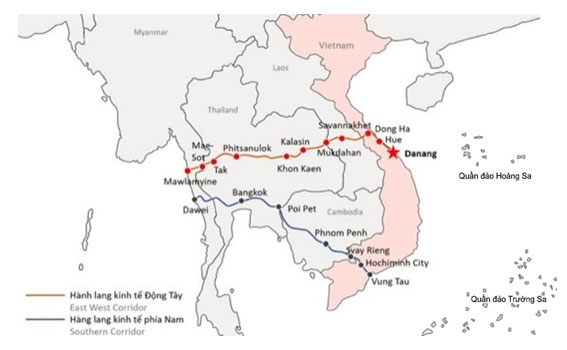 Myanmar
Vietnam
Laos
Thailand
Savannakhet
Dong Ha
Hue
Danang
Mae-
Sot
Phitsanulok
Kalasin
Mukdahan
Tak
Khon Kaen
Mawlamyine
Quần đảo Hoàng Sa
Bangkok
Dawei
Poi Pet
Cambodia
Phnom Penh
Svay Rieng
Hochiminh City
Vung Tau
Quần đảo Trường Sa
Hành lang kinh tế Đông Tây
East West Corridor
Hàng lang kinh tế phía Nam
Southern Corridor